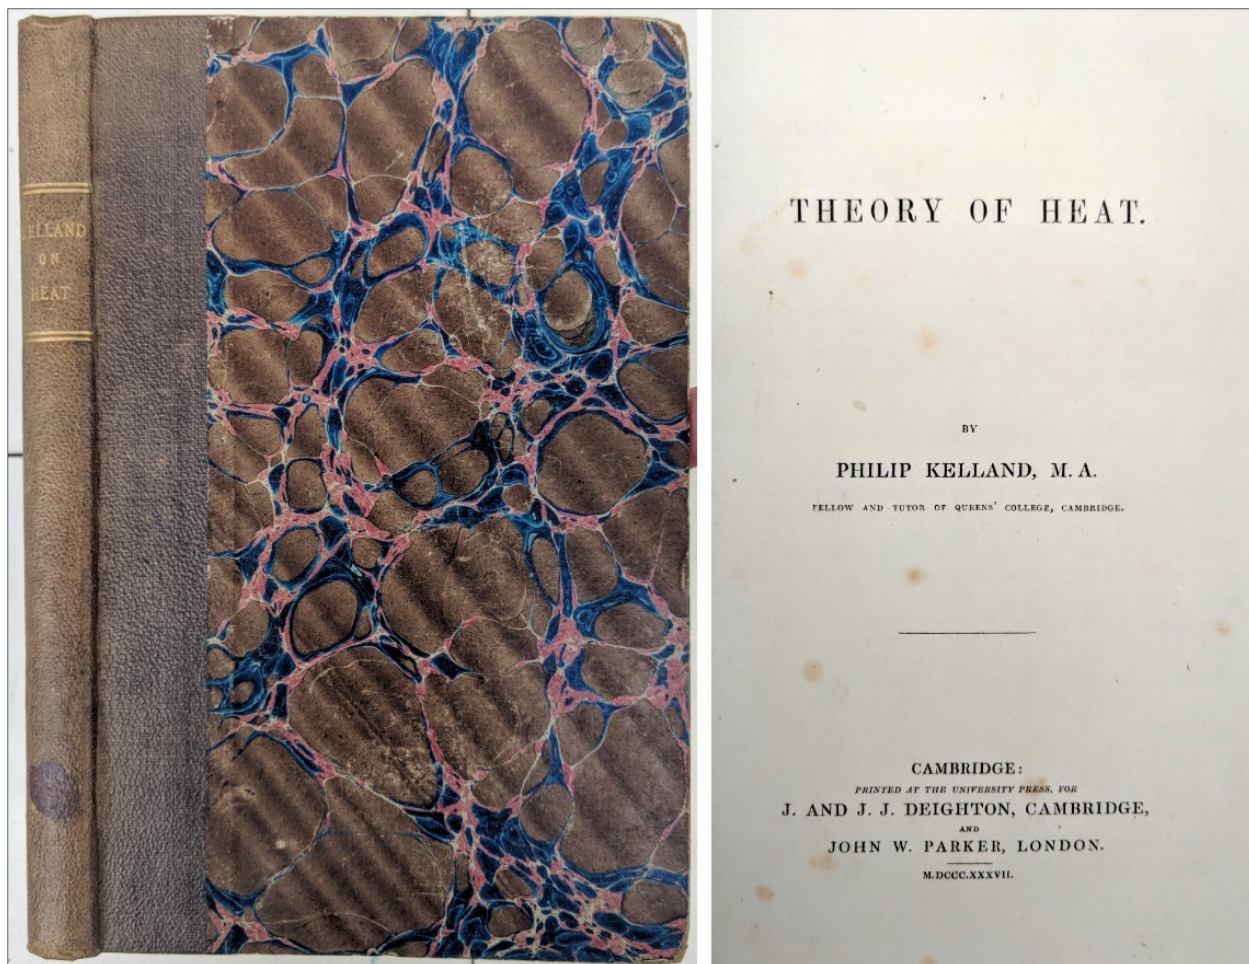 KELLAND
ON
HEAT
THEORY OF HEAT.
BY
PHILIP KELLAND, M. A.
FELLOW AND TUTOR OF QUEENS' COLLEGE, CAMBRIDGE.
CAMBRIDGE:
PRINTED AT THE UNIVERSITY PRESS, FOR
J. AND J. J. DEIGHTON, CAMBRIDGE,
AND
JOHN W. PARKER, LONDON.
M.DCCC.XXXVII.